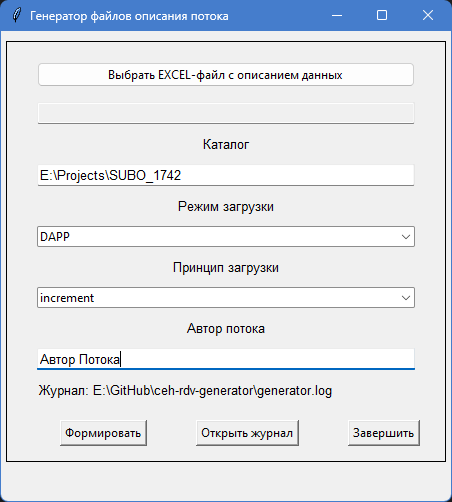 Генератор файлов описания потока
Выбрать EXCEL-файл с описанием данных
Каталог
E:\Projects\SUBO_1742
Режим загрузки
DAPP
Принцип загрузки
increment
Автор потока
Автор Потока
Журнал: E:\GitHub\ceh-rdv-generator\generator.log
Формировать Открыть журнал Завершить